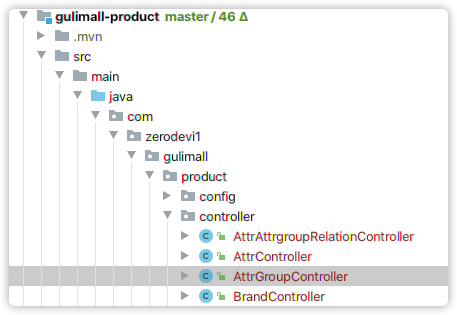 gulimall-product master / 46 Δ
.mvn
src
main
java
com
zerodevi1
gulimall
product
config
controller
AttrAttrgroupRelationController
AttrController
AttrGroupController
BrandController